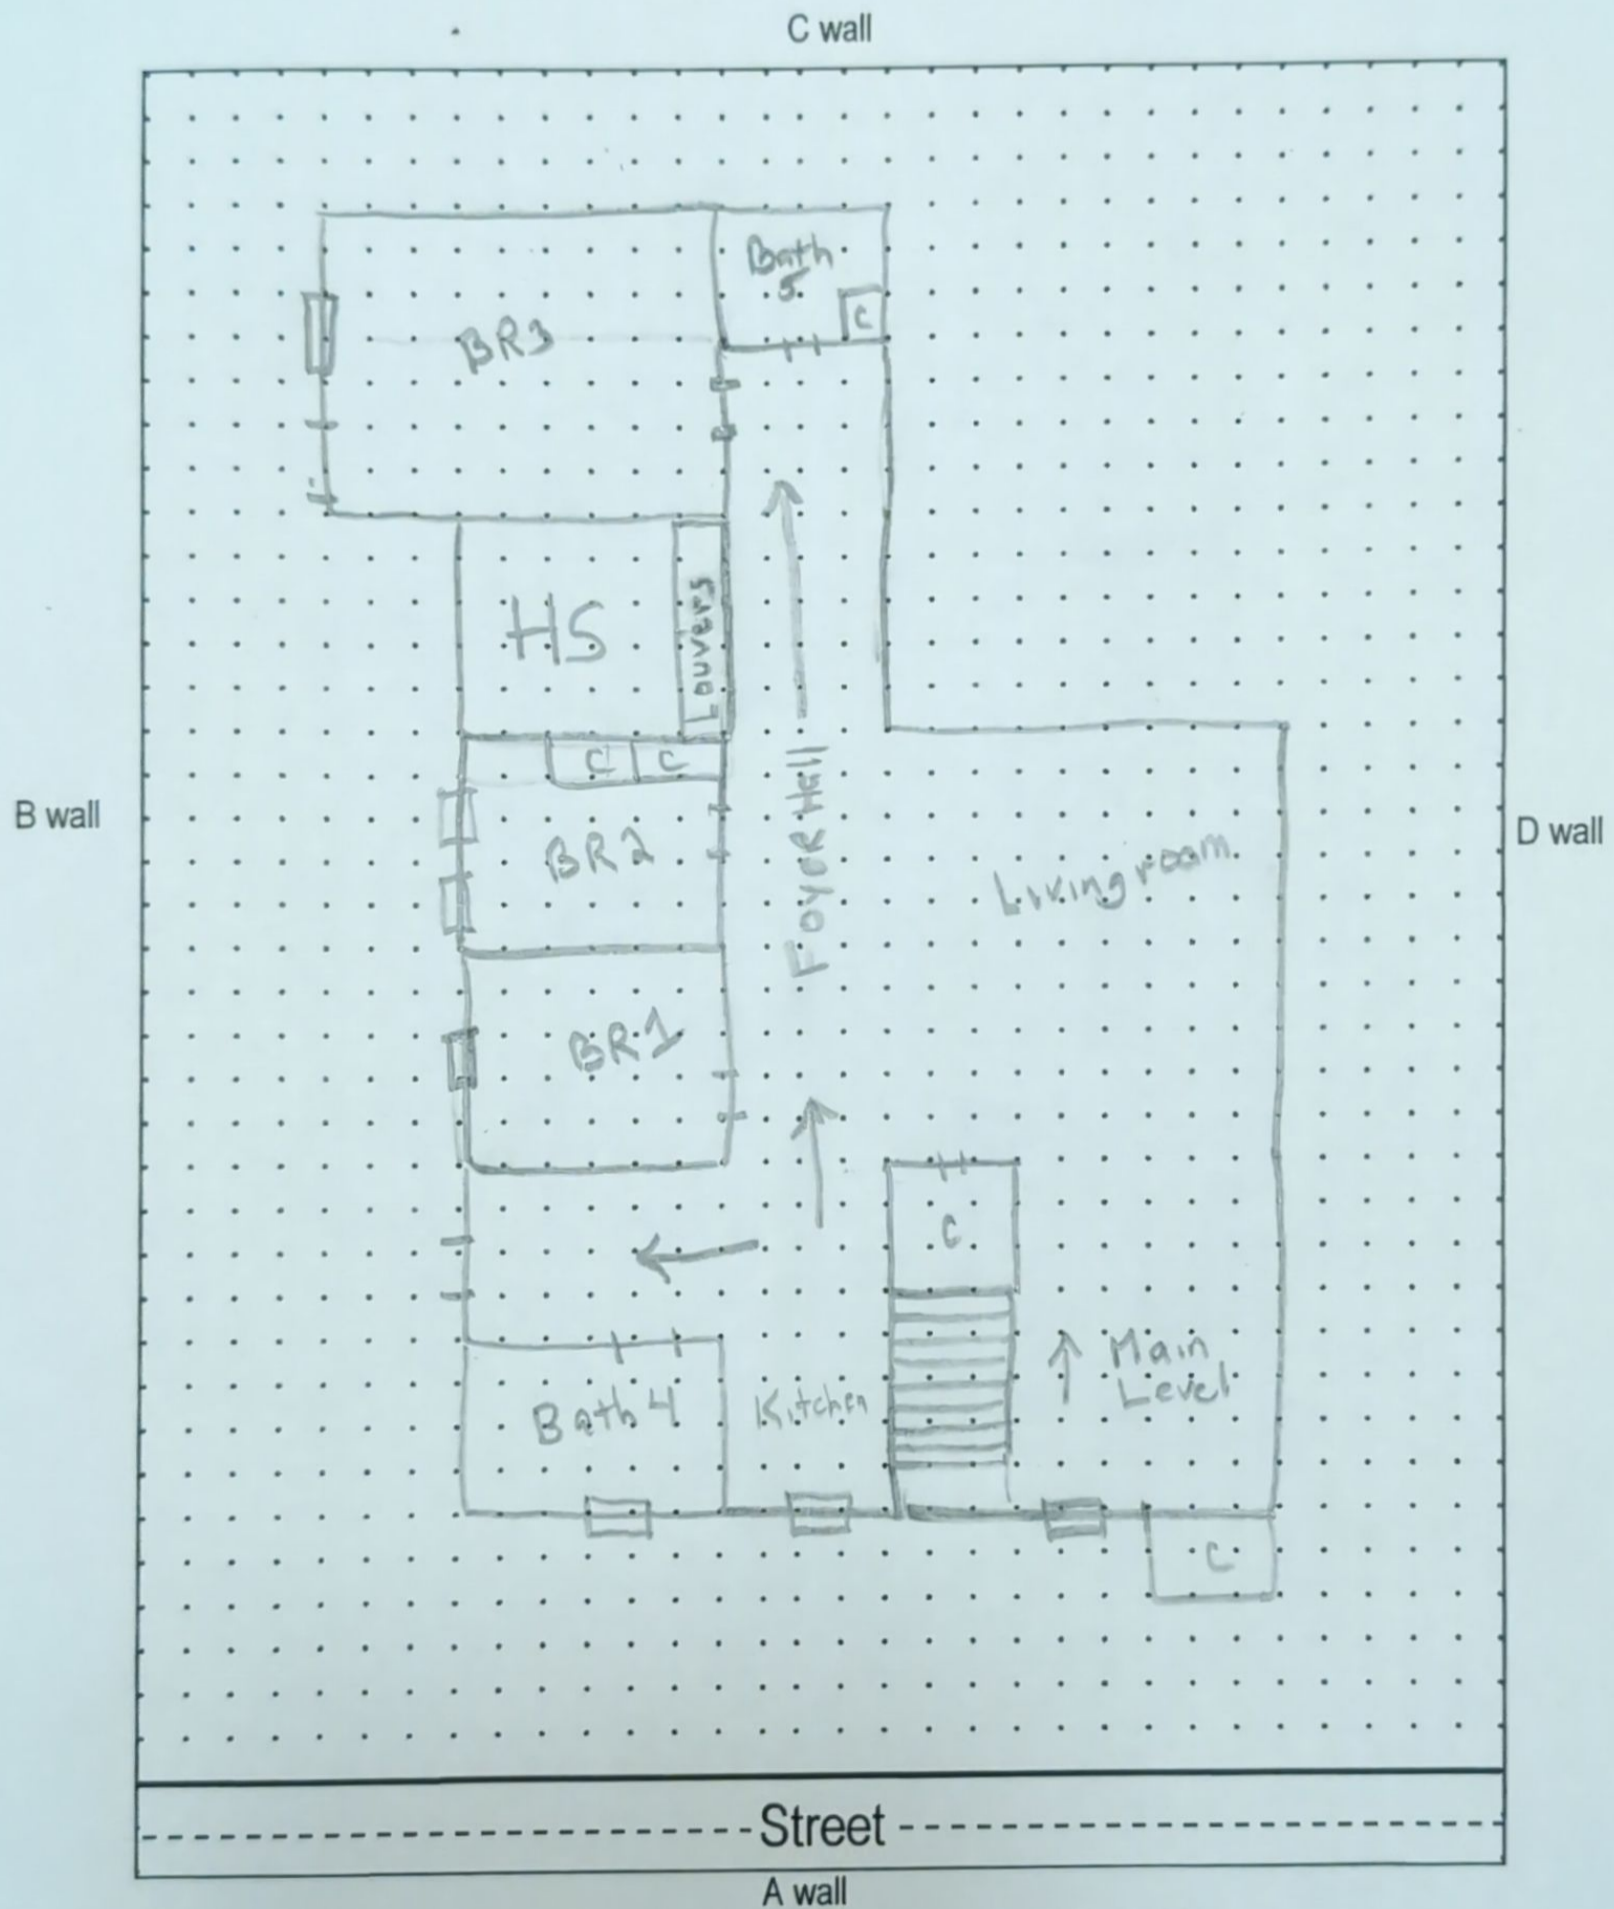 C wall
Bath
5
C
BR3
HS
Louvers
C
C
B wall
D wall
BR2
Foyer Hall
Living room
BR1
C
Main
Level
Bath 4
Kitchen
C
Street
A wall